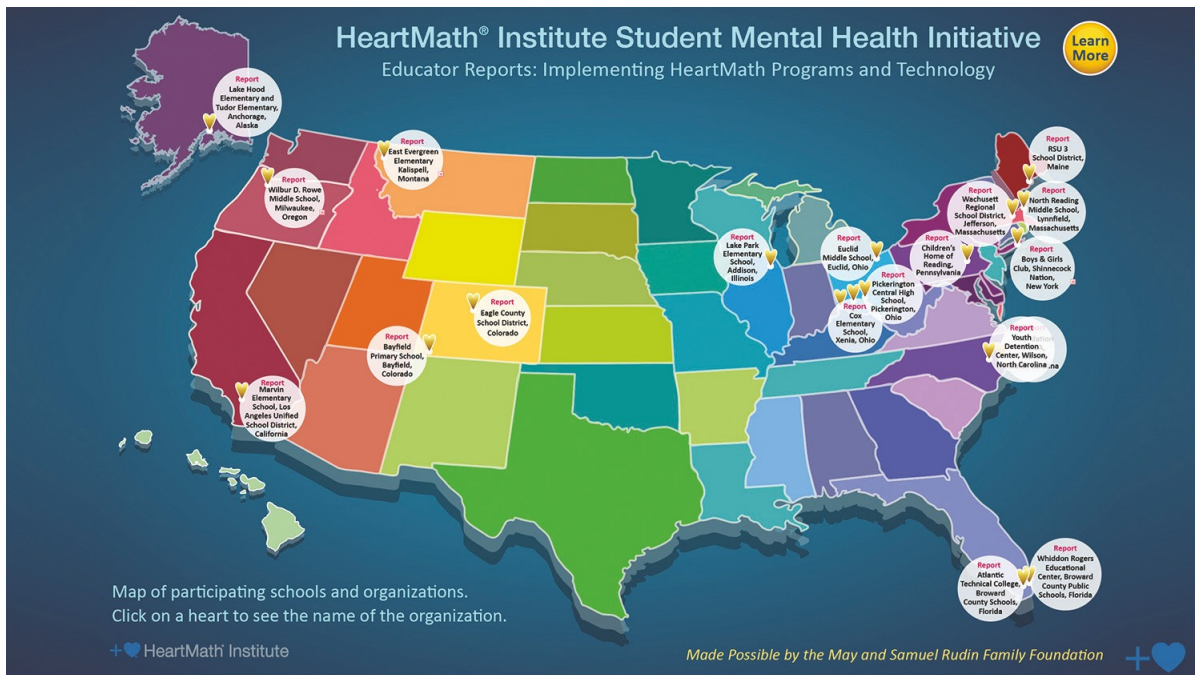 HeartMath® Institute Student Mental Health Initiative
Educator Reports: Implementing HeartMath Programs and Technology
Learn
More
Report
Lake Hood
Elementary and
Tudor Elementary,
Anchorage,
Alaska
Report
East Evergreen
Elementary
Kalispell,
Montana
Report
Wilbur D. Rowe
Middle School,
Milwaukee,
Oregon
Report
RSU 3
School District,
Maine
Report
Wachusett
Regional
School District,
Jefferson,
Massachusetts
Report
North Reading
Middle School,
Lynnfield,
Massachusetts
Report
Lake Park
Elementary
School,
Addison,
Illinois
Report
Euclid
Middle School,
Euclid, Ohio
Report
Children's
Home of
Reading,
Pennsylvania
Report
Boys & Girls
Club, Shinnecock
Nation,
New York
Report
Pickerington
Central High
School,
Pickerington,
Ohio
Report
Cox
Elementary
School,
Xenia, Ohio
Report
Eagle County
School District,
Colorado
Report
Bayfield
Primary School,
Bayfield,
Colorado
Report
Youth
Detention
Center, Wilson,
North Carolina
Report
Marvin
Elementary
School, Los
Angeles Unified
School District,
California
Report
Atlantic
Technical College,
Broward
County Schools,
Florida
Report
Whiddon Rogers
Educational
Center, Broward
County Public
Schools, Florida
Map of participating schools and organizations.
Click on a heart to see the name of the organization.
HeartMath Institute
Made Possible by the May and Samuel Rudin Family Foundation